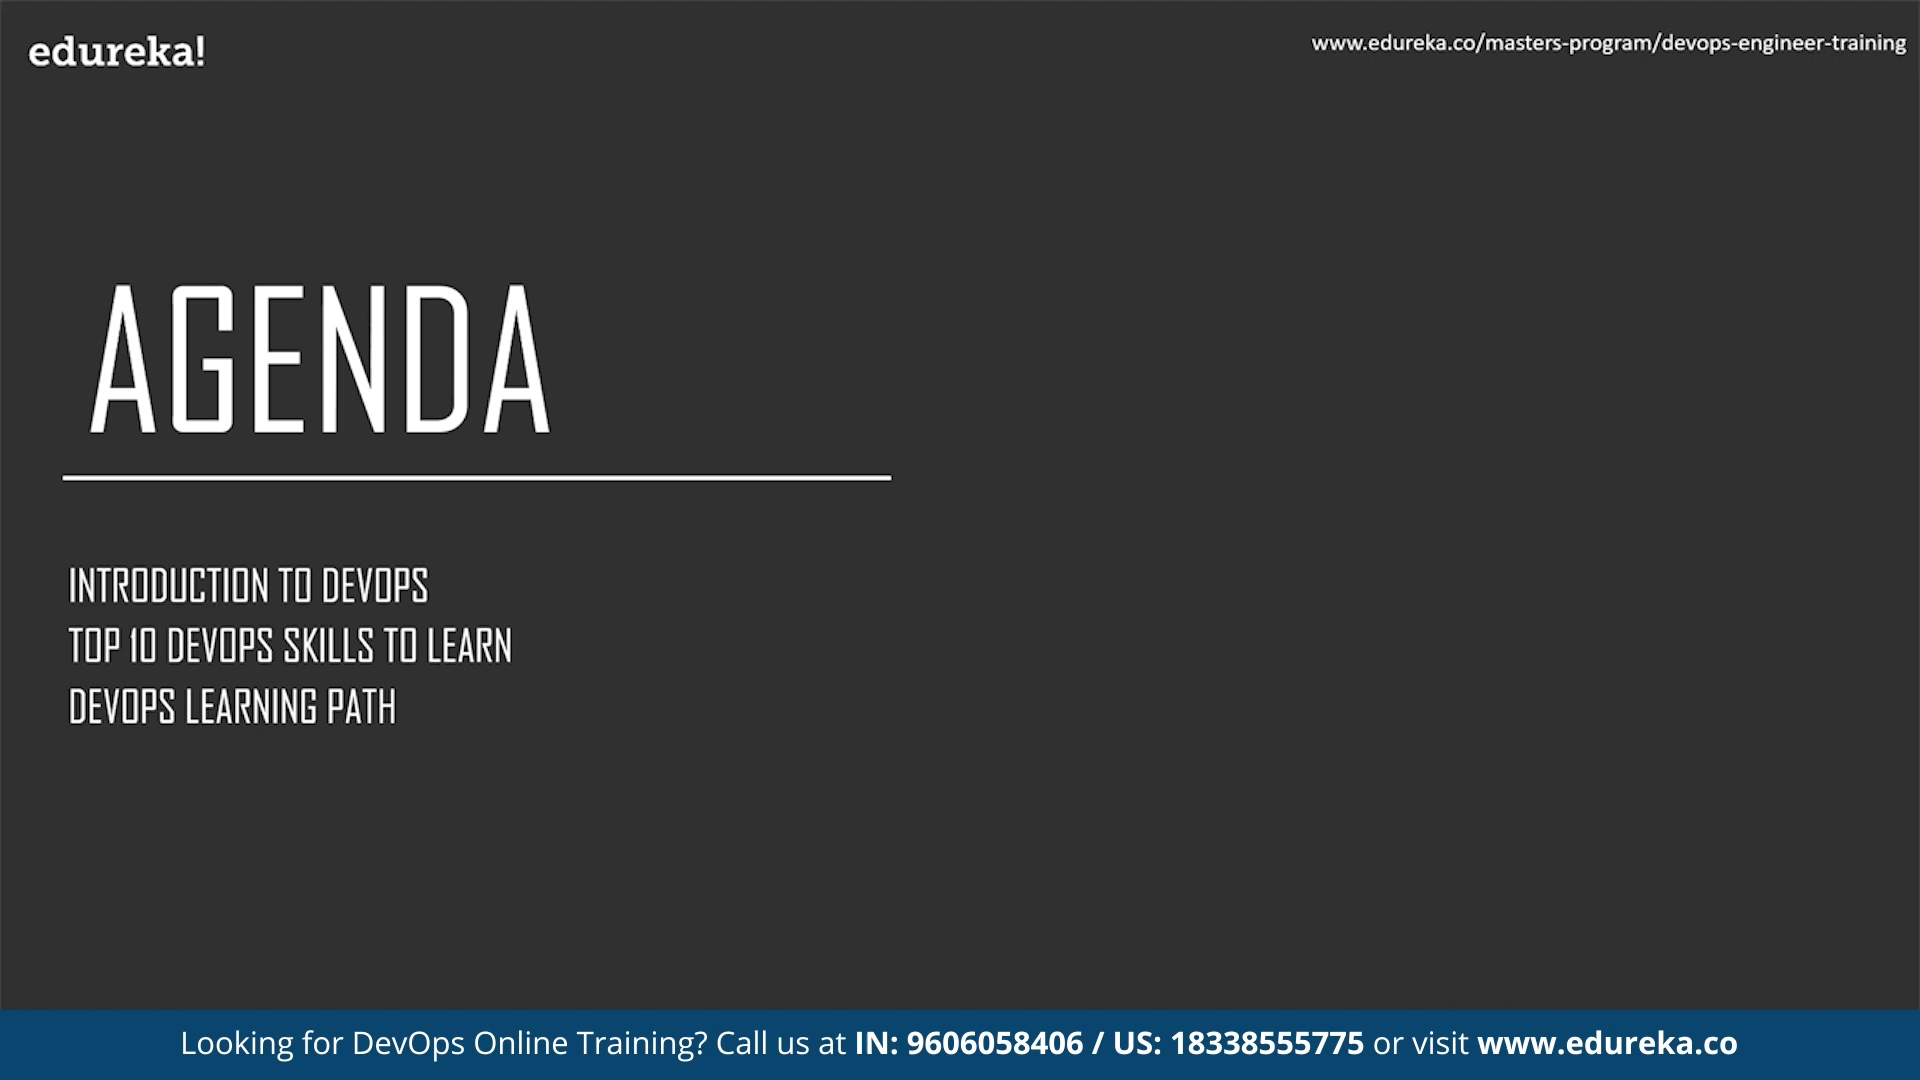 edureka!
www.edureka.co/masters-program/devops-engineer-training
AGENDA
INTRODUCTION TO DEVOPS
TOP 10 DEVOPS SKILLS TO LEARN
DEVOPS LEARNING PATH
Looking for DevOps Online Training? Call us at IN: 9606058406 / US: 18338555775 or visit www.edureka.co